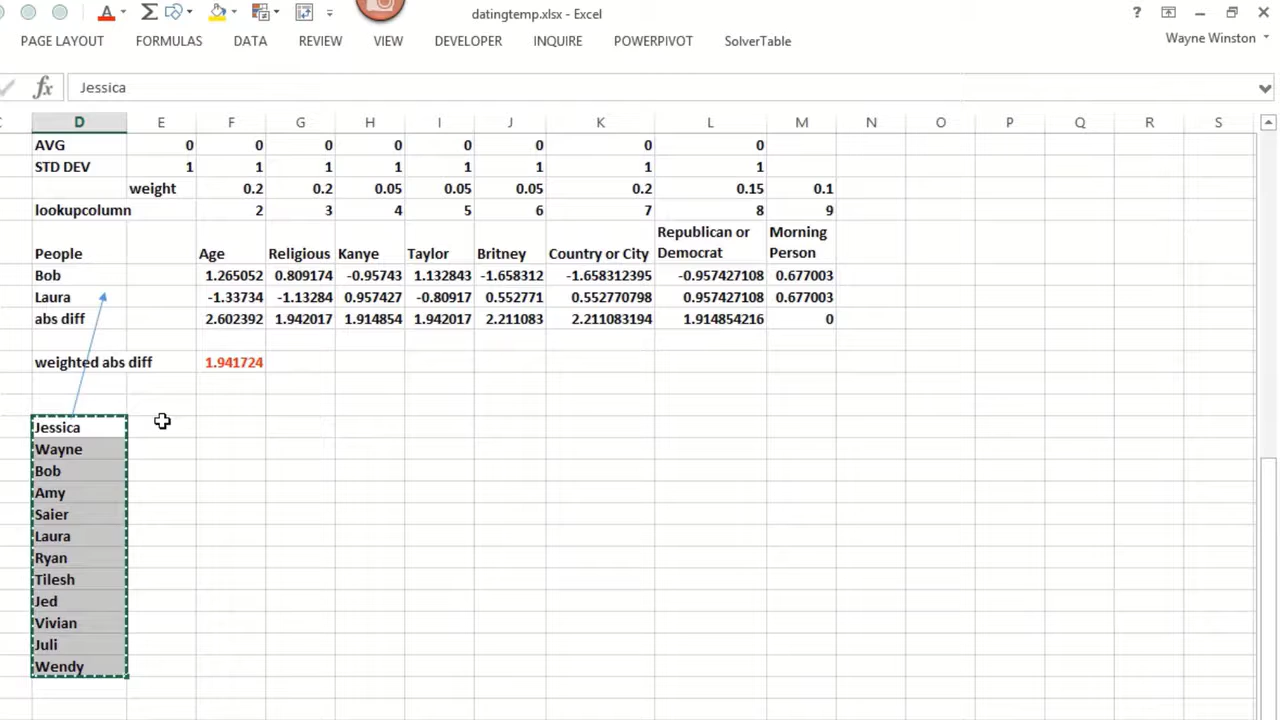 datingtemp.xlsx - Excel
?
PAGE LAYOUT FORMULAS DATA REVIEW VIEW DEVELOPER INQUIRE POWERPIVOT SolverTable Wayne Winston
fx Jessica
D E F G H I J K L M N O P Q R S
AVG 0 0 0 0 0 0 0 0
STD DEV 1 1 1 1 1 1 1 1
weight 0.2 0.2 0.05 0.05 0.05 0.2 0.15 0.1
lookupcolumn 2 3 4 5 6 7 8 9
People Age Religious Kanye Taylor Britney Country or City Republican or Democrat Morning Person
Bob 1.265052 0.809174 -0.95743 1.132843 -1.658312 -1.658312395 -0.957427108 0.677003
Laura -1.33734 -1.13284 0.957427 -0.80917 0.552771 0.552770798 0.957427108 0.677003
abs diff 2.602392 1.942017 1.914854 1.942017 2.211083 2.211083194 1.914854216 0
weighted abs diff 1.941724
Jessica
Wayne
Bob
Amy
Saier
Laura
Ryan
Tilesh
Jed
Vivian
Juli
Wendy